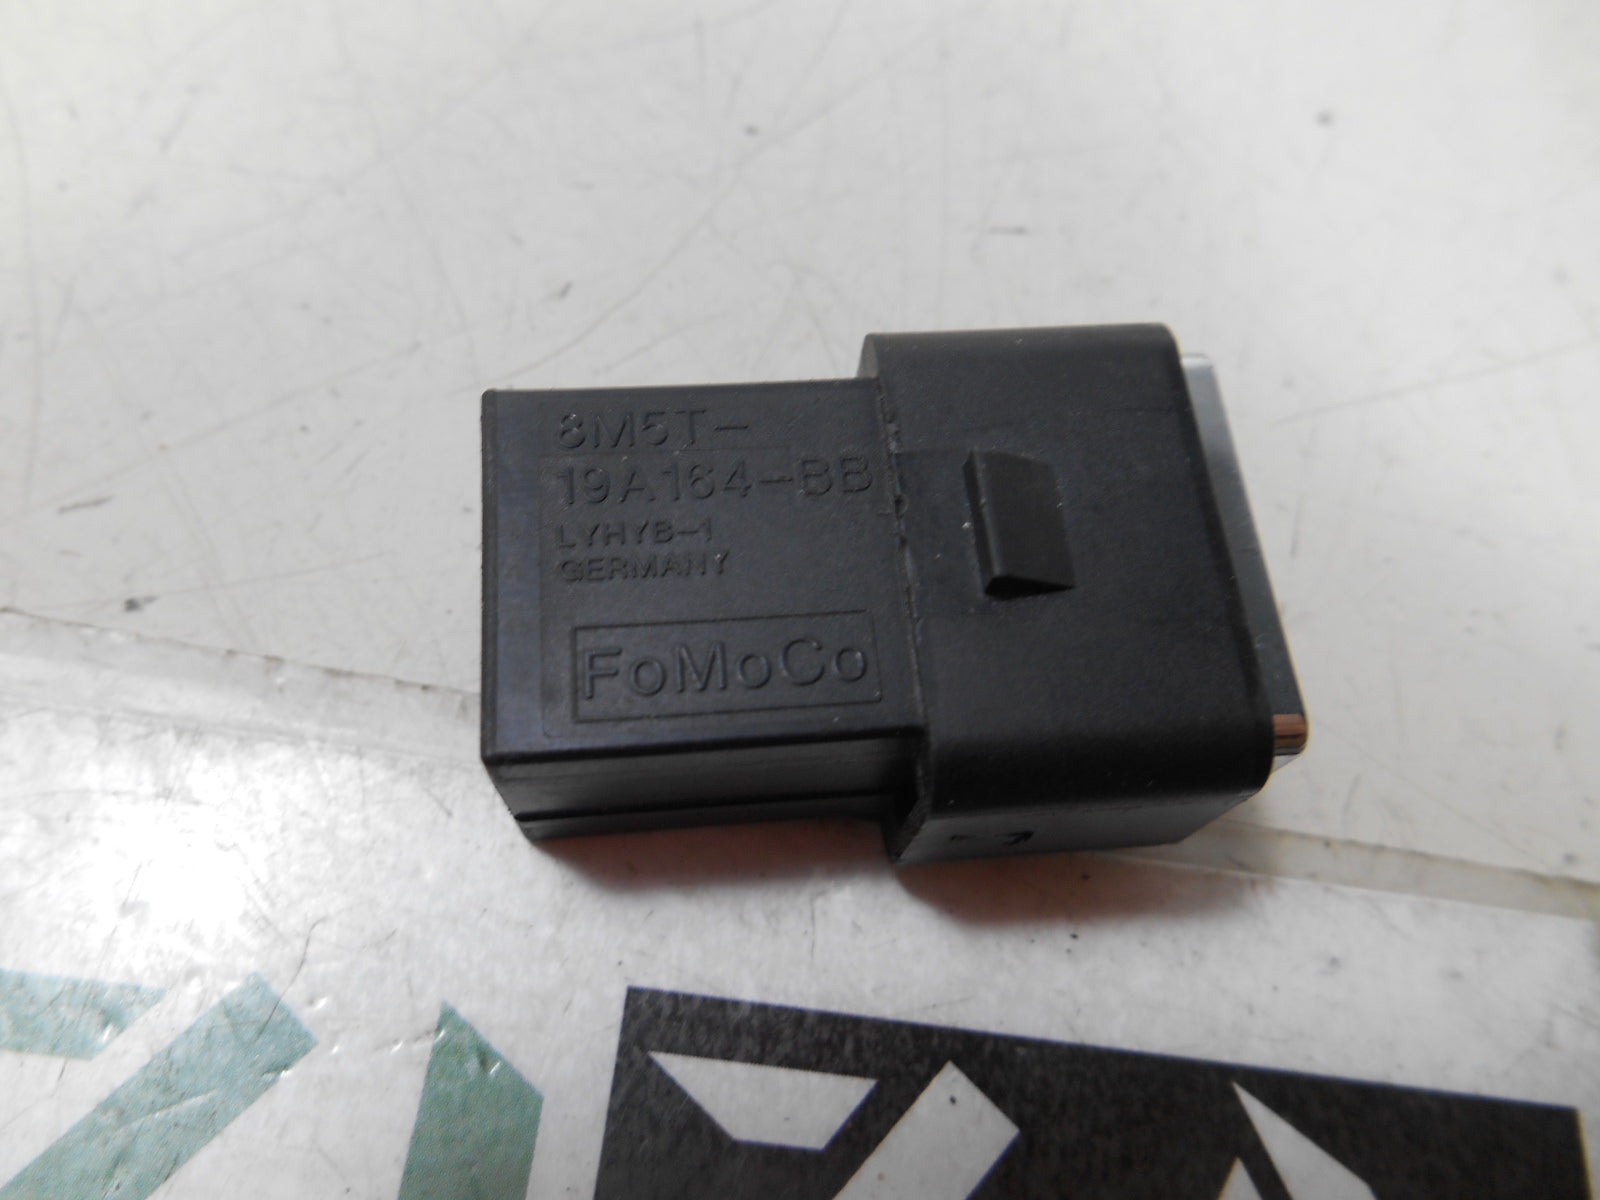 8M5T-
19A164-BB
LYHYB-1
GERMANY
FoMoCo